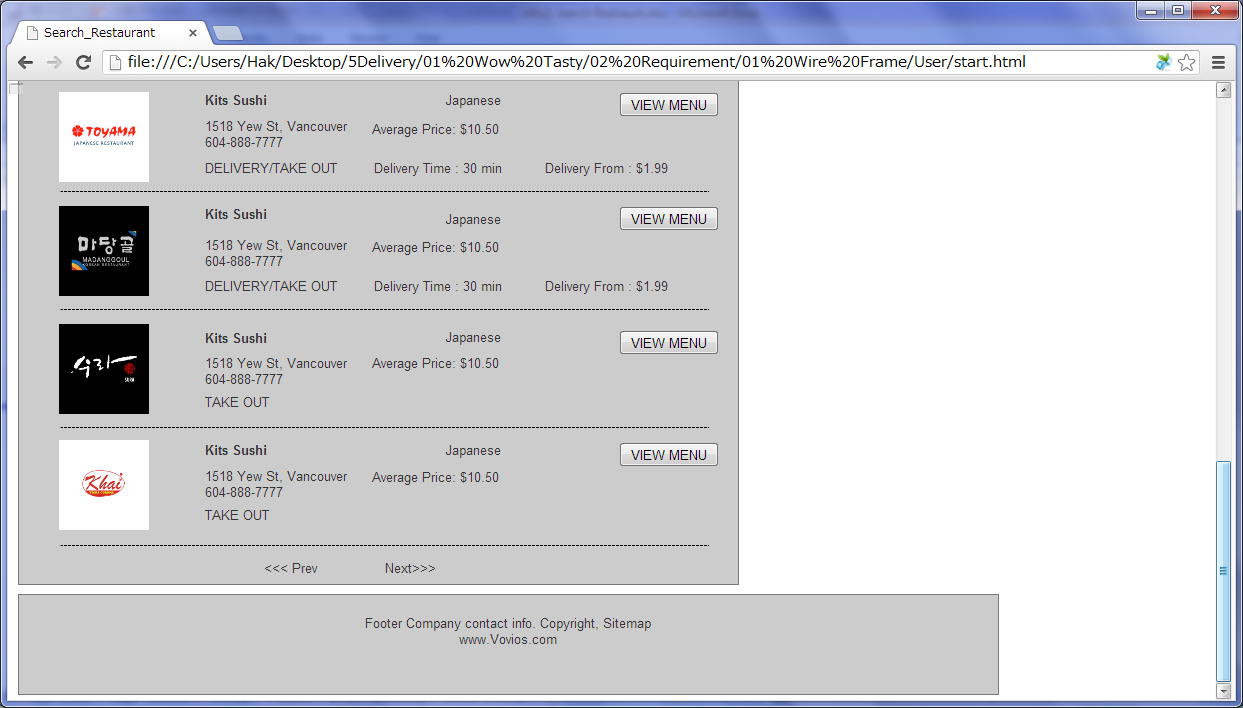 Search_Restaurant
file:///C:/Users/Hak/Desktop/5Delivery/01%20Wow%20Tasty/02%20Requirement/01%20Wire%20Frame/User/start.html
TOYAMA
JAPANESE RESTAURANT
Kits Sushi Japanese VIEW MENU
1518 Yew St, Vancouver Average Price: $10.50
604-888-7777
DELIVERY/TAKE OUT Delivery Time : 30 min Delivery From : $1.99
마당골
MADANGGOUL
KOREAN RESTAURANT
Kits Sushi Japanese VIEW MENU
1518 Yew St, Vancouver Average Price: $10.50
604-888-7777
DELIVERY/TAKE OUT Delivery Time : 30 min Delivery From : $1.99
수라
SURA
Kits Sushi Japanese VIEW MENU
1518 Yew St, Vancouver Average Price: $10.50
604-888-7777
TAKE OUT
Khai
Kits Sushi Japanese VIEW MENU
1518 Yew St, Vancouver Average Price: $10.50
604-888-7777
TAKE OUT
<<< Prev Next>>>
Footer Company contact info. Copyright, Sitemap
www.Vovios.com